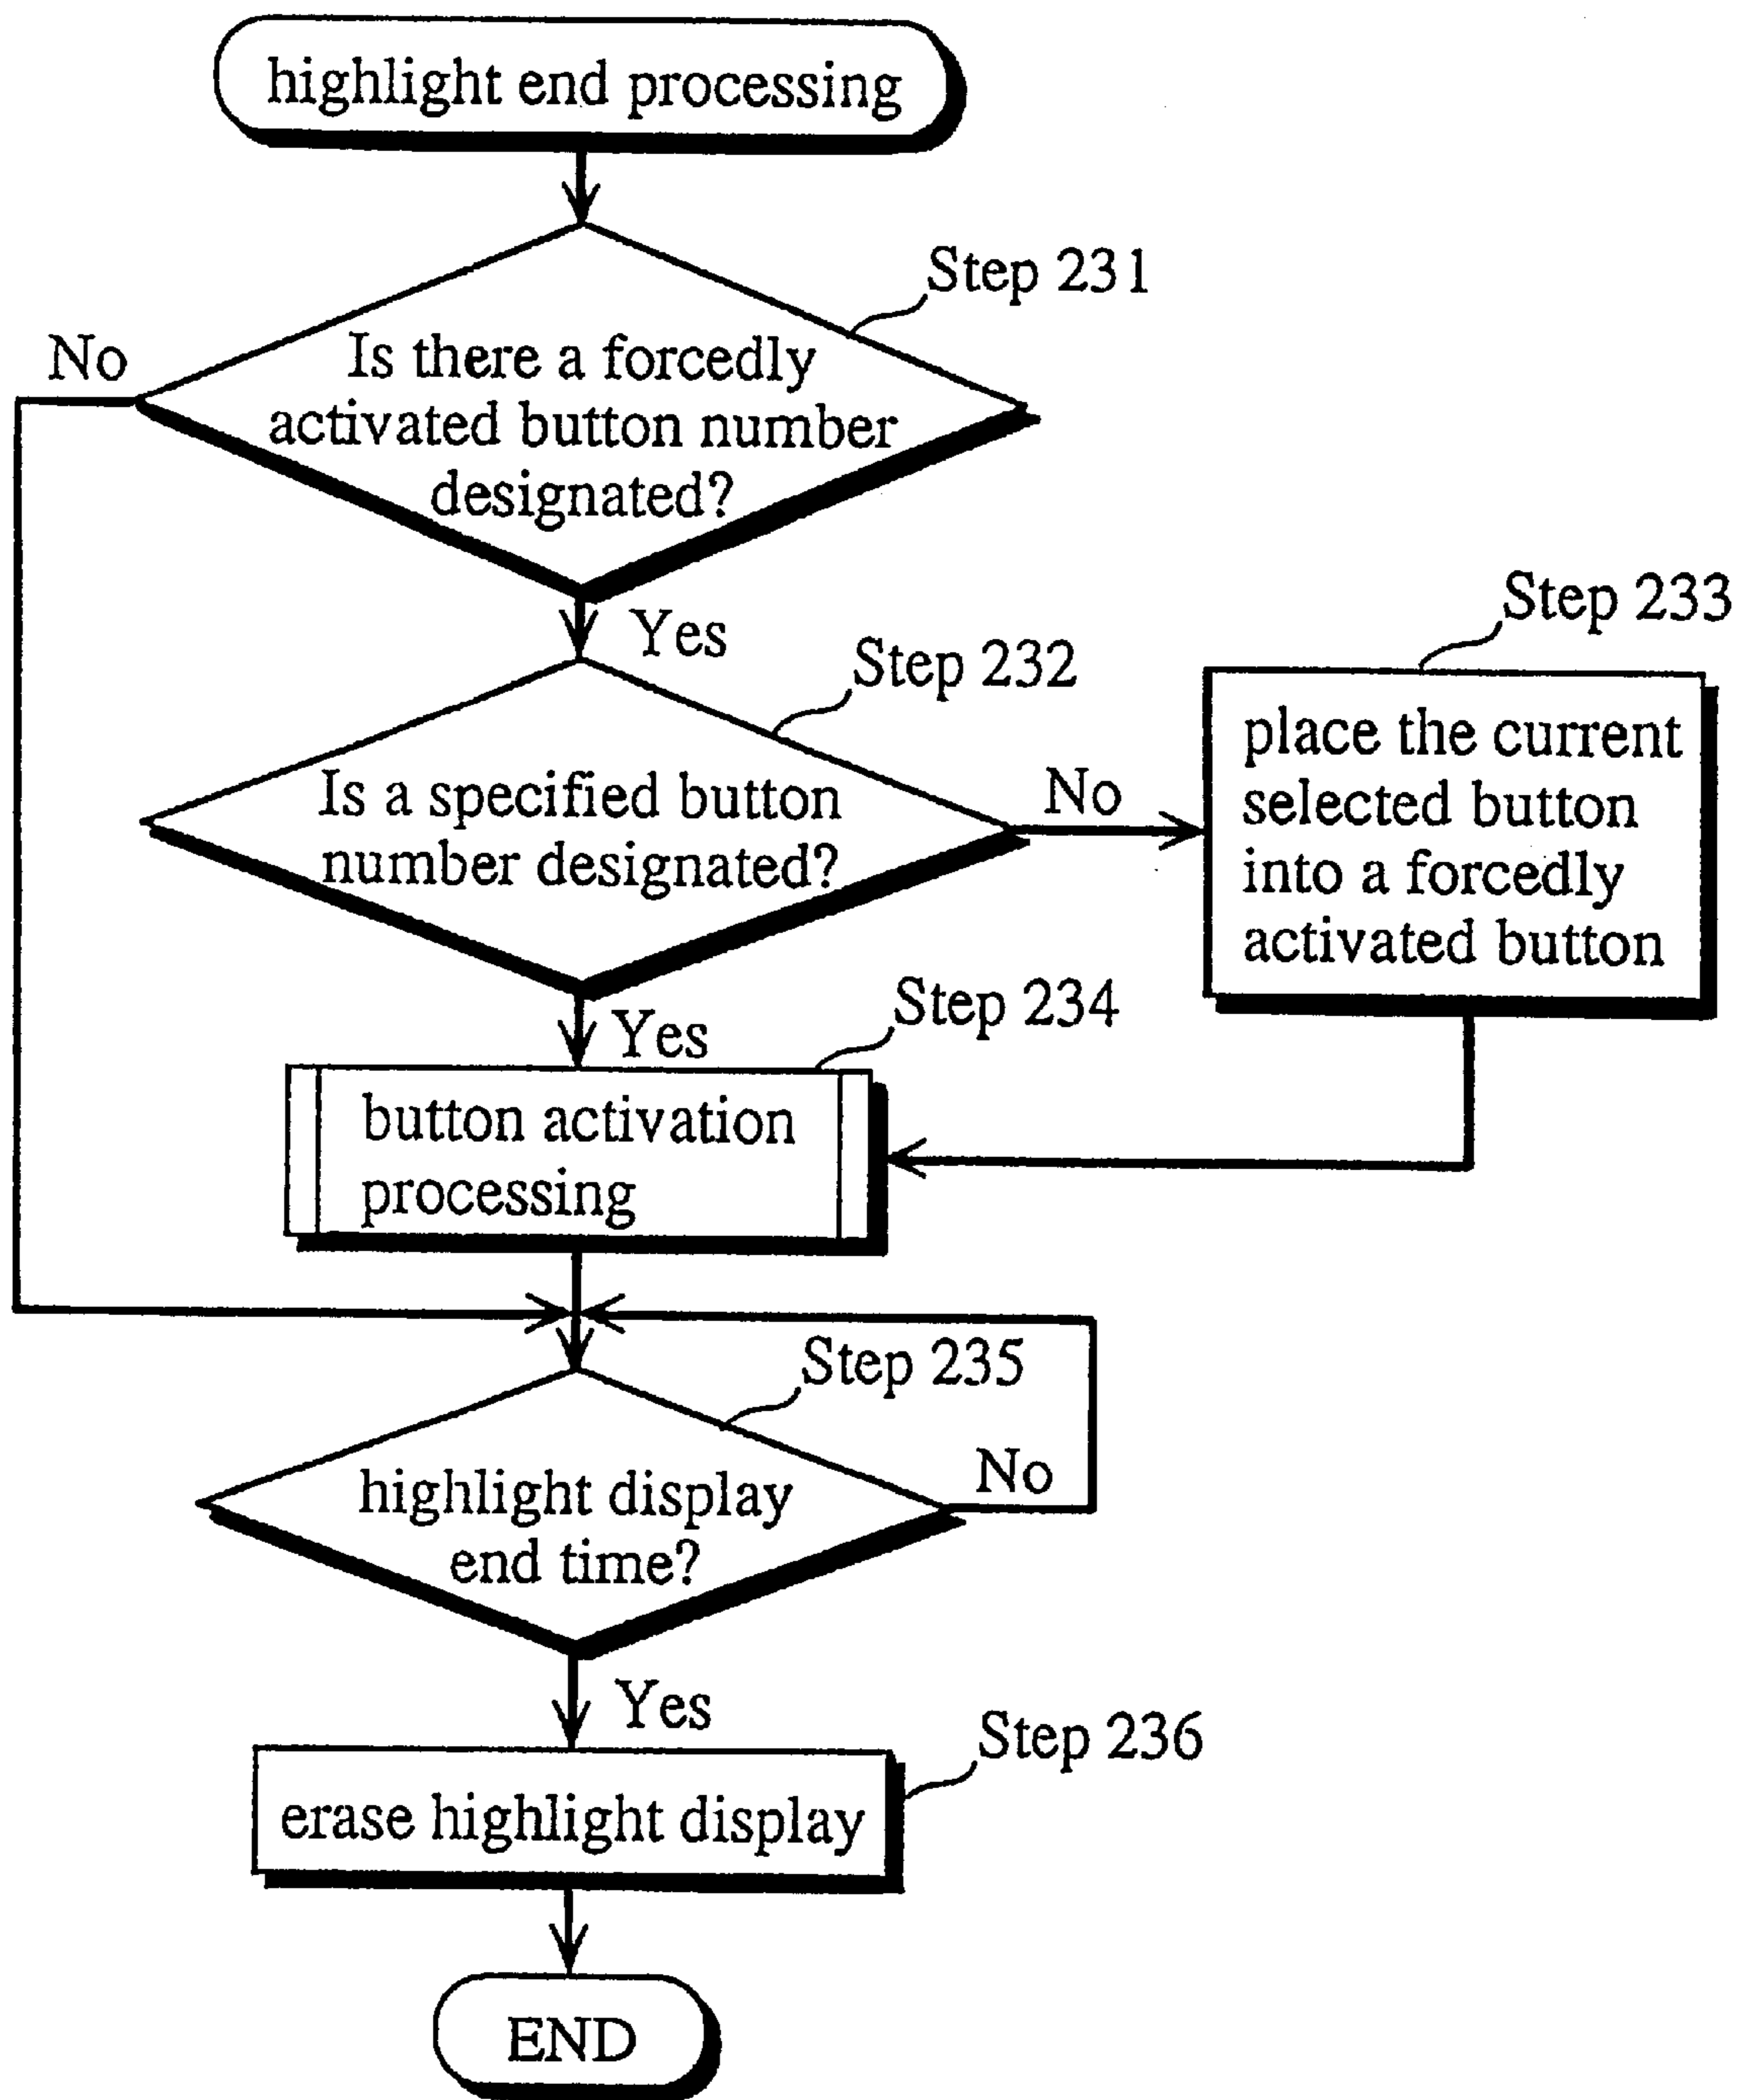 highlight end processing
Step 231
No
Is there a forcedly
activated button number
designated?
Yes
Step 232
Step 233
Is a specified button
number designated?
No
place the current
selected button
into a forcedly
activated button
Yes
Step 234
button activation
processing
Step 235
highlight display
end time?
No
Yes
Step 236
erase highlight display
END